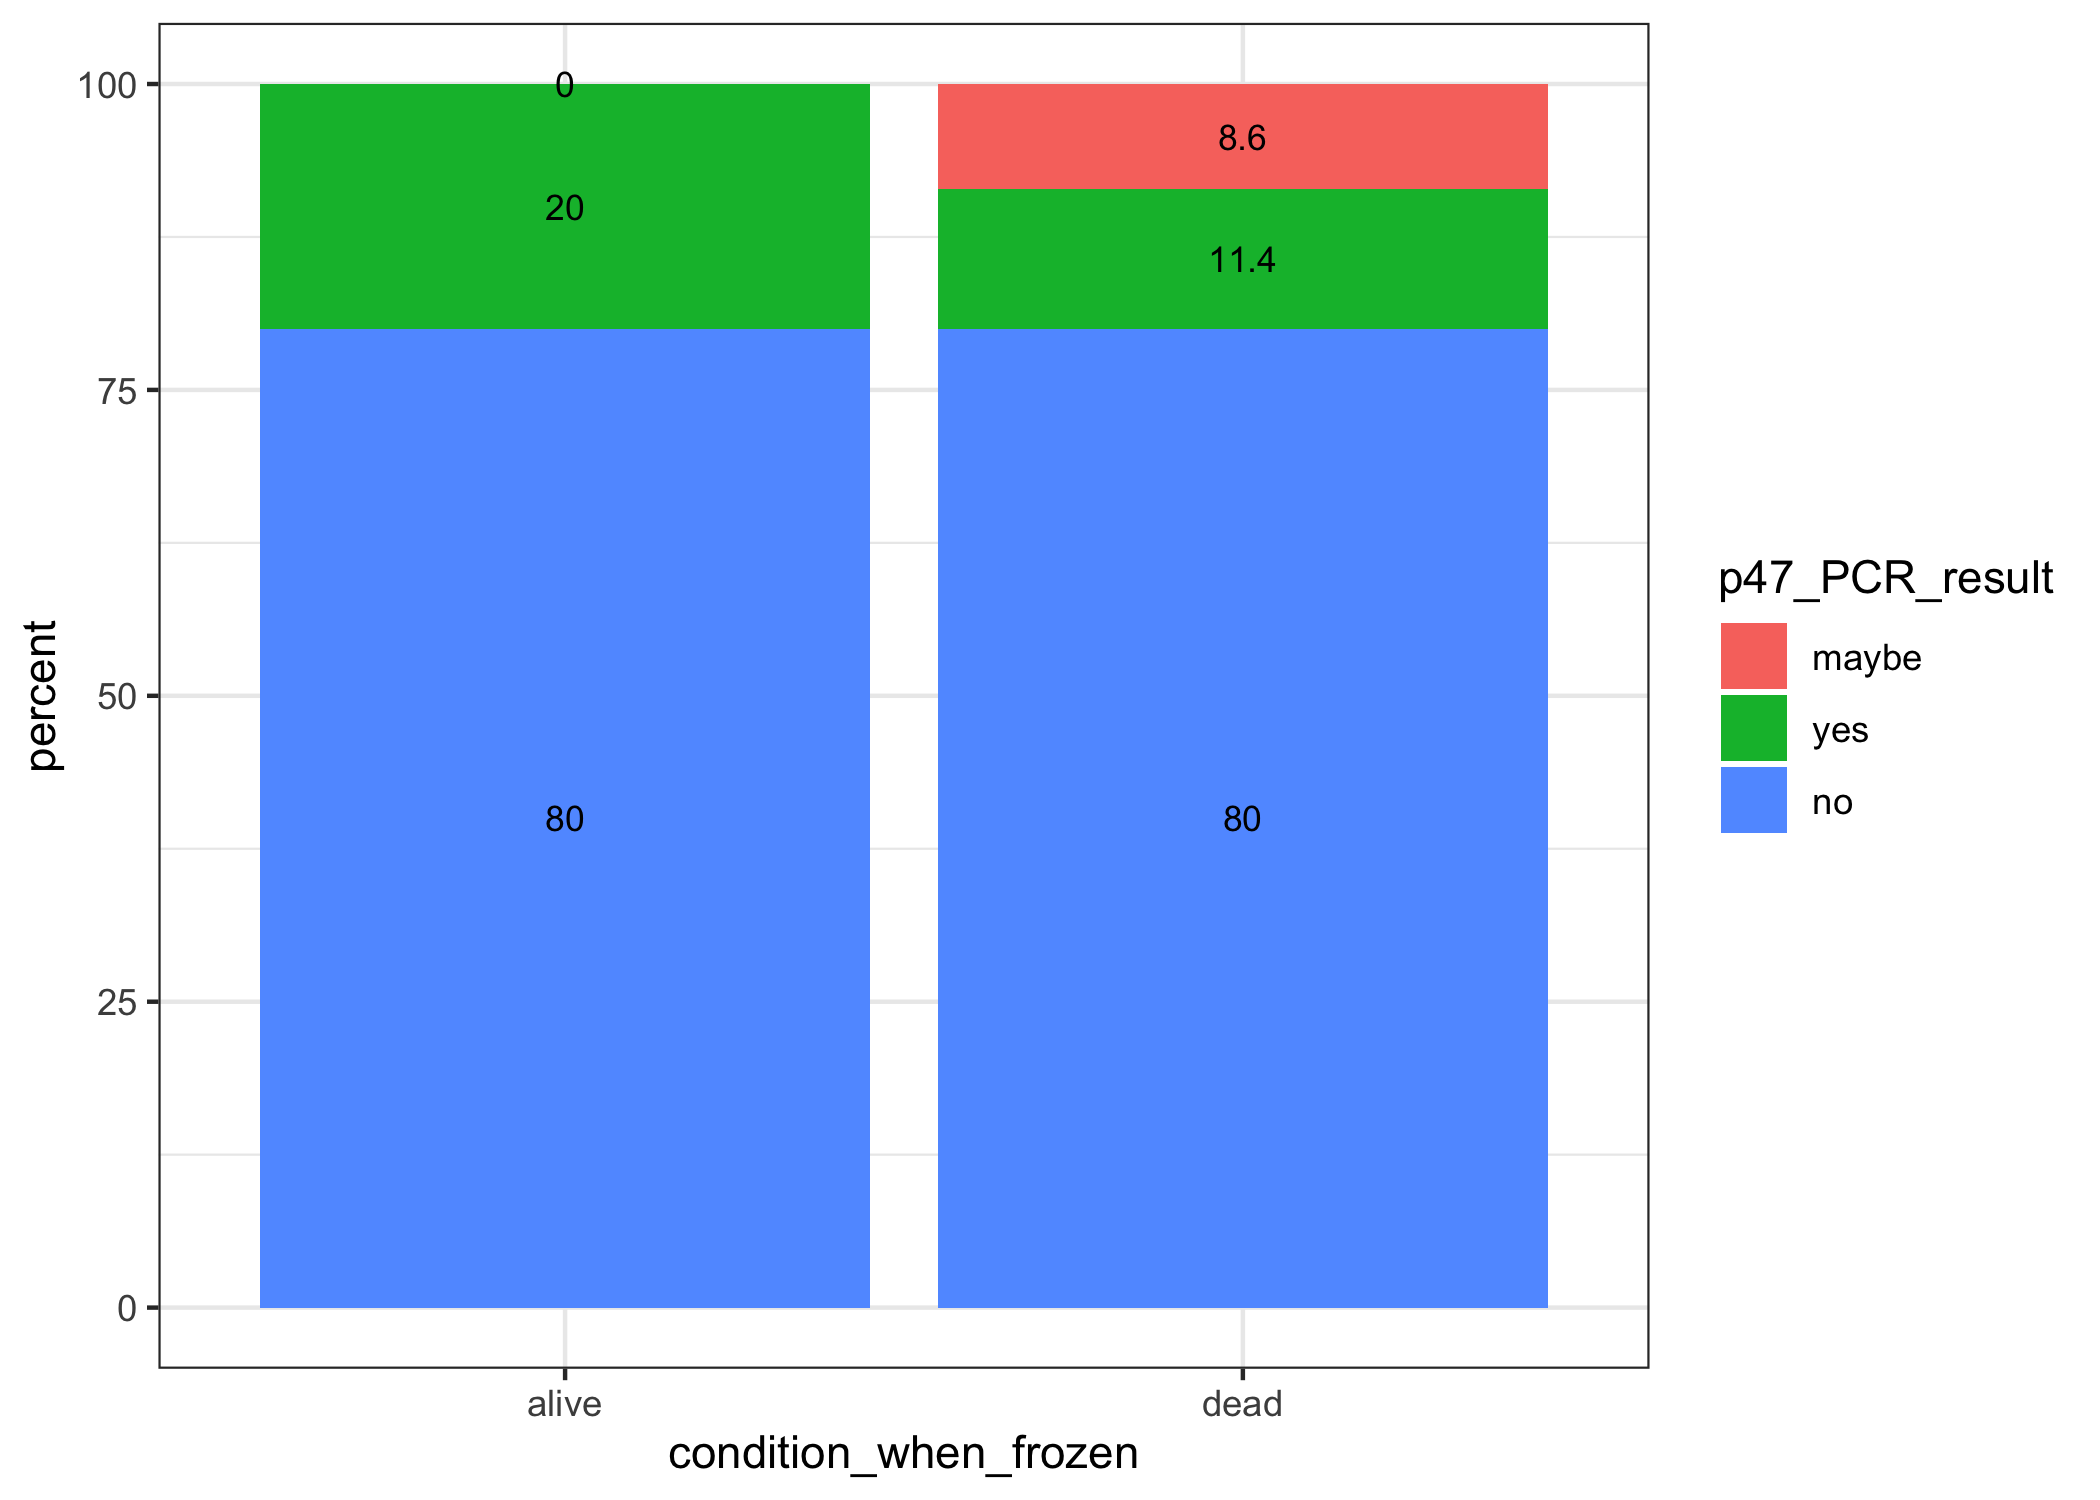 percent
100
75
50
25
0
0
20
80
8.6
11.4
80
alive
dead
condition_when_frozen
p47_PCR_result
maybe
yes
no